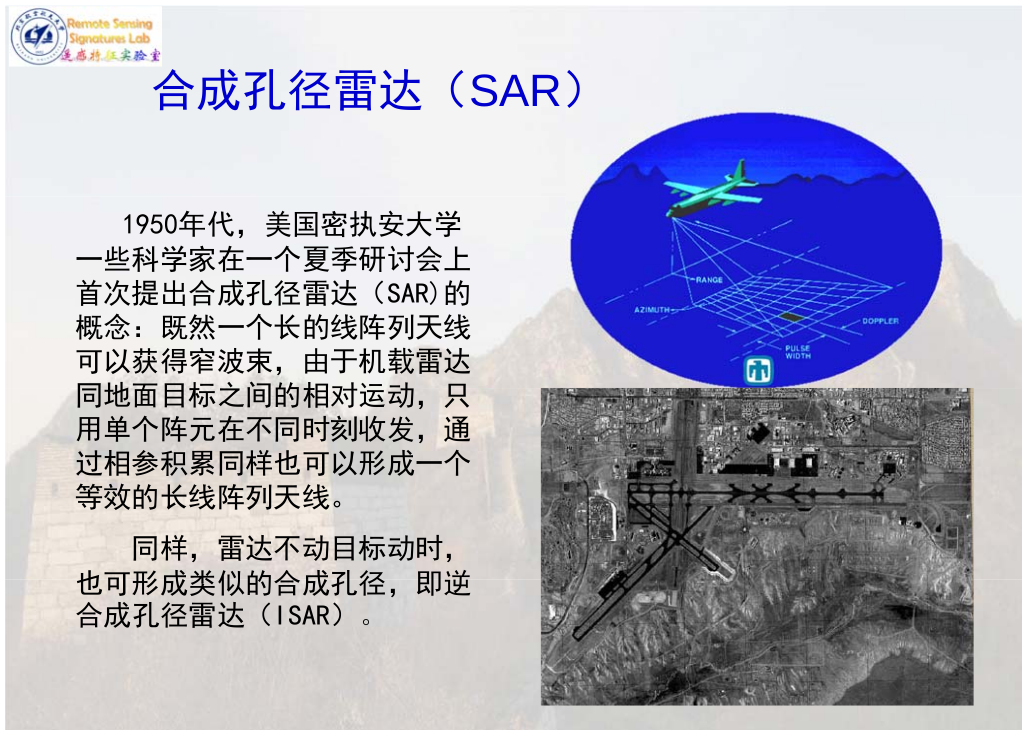 Remote Sensing
Signatures Lab
遥感特征实验室
合成孔径雷达（SAR）
1950年代，美国密执安大学
一些科学家在一个夏季研讨会上
首次提出合成孔径雷达（SAR)的
概念：既然一个长的线阵列天线
可以获得窄波束，由于机载雷达
同地面目标之间的相对运动，只
用单个阵元在不同时刻收发，通
过相参积累同样也可以形成一个
等效的长线阵列天线。
同样，雷达不动目标动时，
也可形成类似的合成孔径，即逆
合成孔径雷达（ISAR）。
RANGE
AZIMUTH
DOPPLER
PULSE
WIDTH